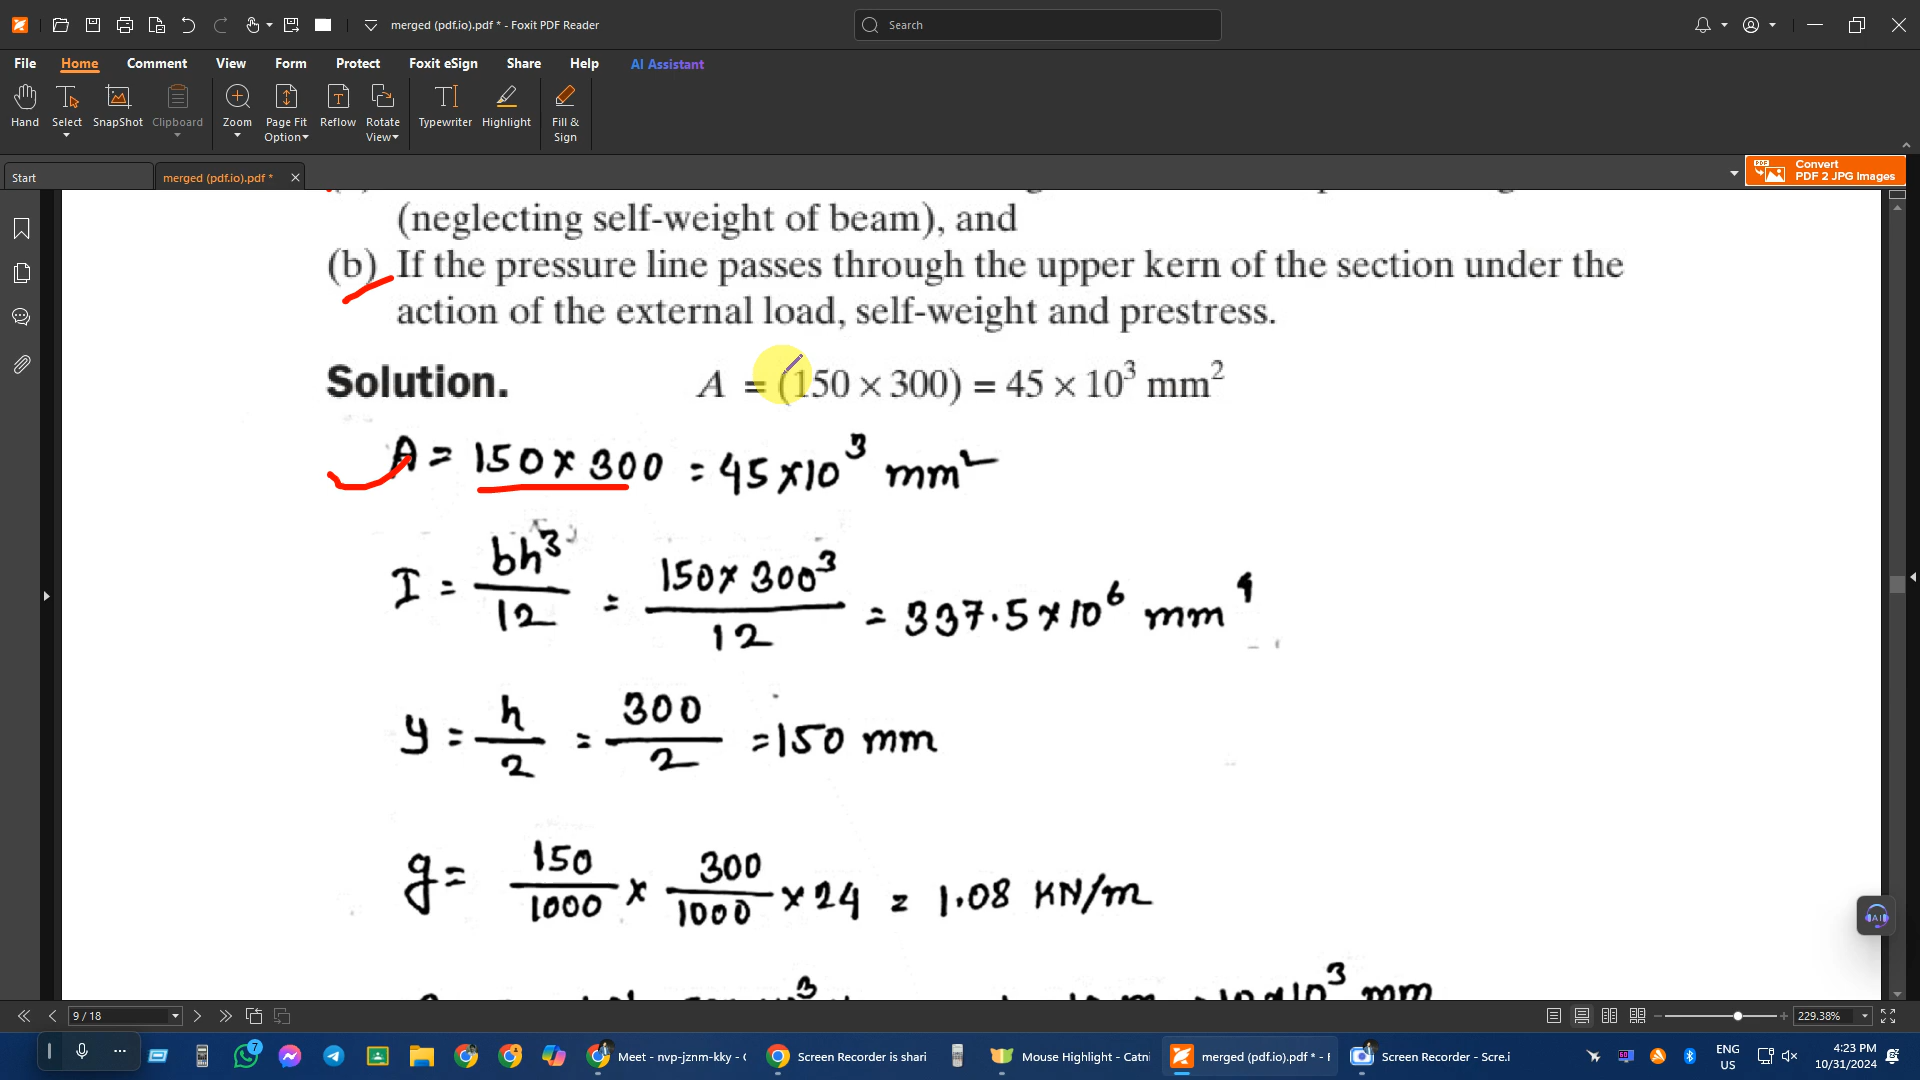 merged (pdf.io).pdf * - Foxit PDF Reader
Search
File Home Comment View Form Protect Foxit eSign Share Help AI Assistant
Hand Select SnapShot Clipboard Zoom Page Fit Option Reflow Rotate View Typewriter Highlight Fill & Sign
Start
merged (pdf.io).pdf *
Convert
PDF 2 JPG Images
(neglecting self-weight of beam), and
(b) If the pressure line passes through the upper kern of the section under the
action of the external load, self-weight and prestress.
Solution. A = (150 × 300) = 45 × 10³ mm²
A = 150 × 300 = 45 × 10³ mm²
I = bh³/12 = 150 × 300³/12 = 337.5 × 10⁶ mm⁴
y = h/2 = 300/2 = 150 mm
g = 150/1000 × 300/1000 × 24 = 1.08 KN/m
9 / 18
229.38%
7
Meet - nvp-jznm-kky - G
Screen Recorder is shari
Mouse Highlight - Catni
merged (pdf.io).pdf * - F
Screen Recorder - Scre.i
ENG
US
4:23 PM
10/31/2024